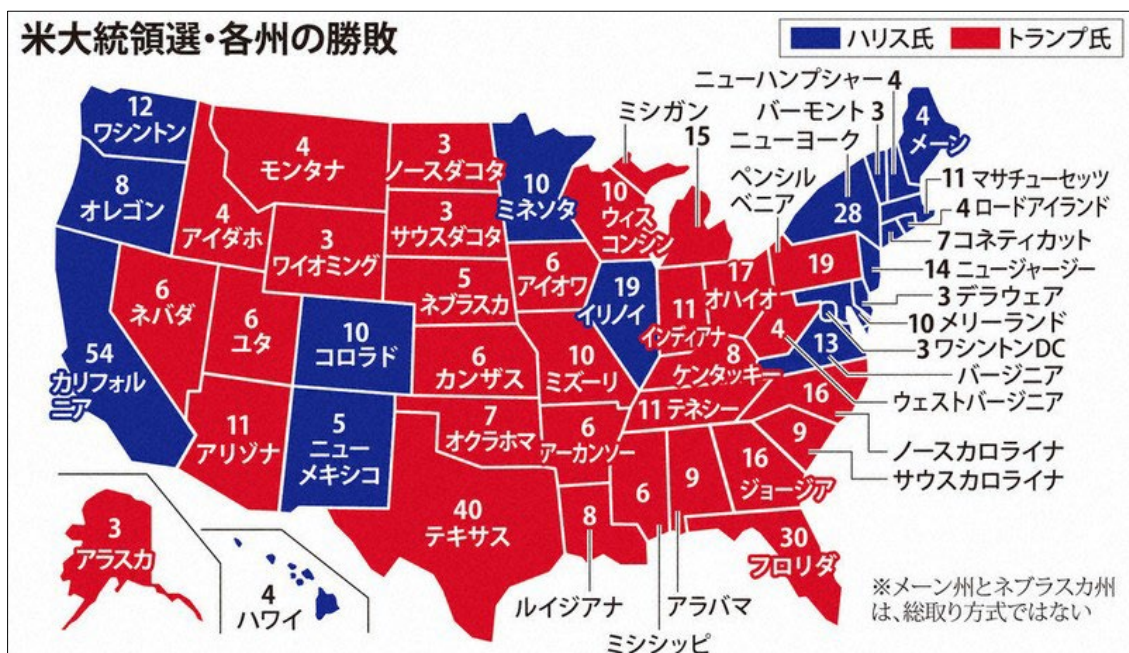 米大統領選・各州の勝敗
ハリス氏 トランプ氏
12
ワシントン
8
オレゴン
54
カリフォル
ニア
4
モンタナ
4
アイダホ
3
ワイオミング
6
ネバダ
6
ユタ
10
コロラド
11
アリゾナ
5
ニュー
メキシコ
3
ノースダコタ
3
サウスダコタ
5
ネブラスカ
6
カンザス
7
オクラホマ
40
テキサス
10
ミネソタ
6
アイオワ
10
ミズーリ
6
アーカンソー
8
ルイジアナ
10
ウィス
コンシン
19
イリノイ
ミシガン
15
11
インディアナ
17
オハイオ
8
ケンタッキー
11 テネシー
6
ミシシッピ
9
アラバマ
16
ジョージア
30
フロリダ
ニューハンプシャー 4
バーモント 3
ニューヨーク
28
4
メーン
ペンシル
ベニア
19
11 マサチューセッツ
4 ロードアイランド
7 コネティカット
14 ニュージャージー
3 デラウェア
10 メリーランド
3 ワシントンDC
13
バージニア
4
ウェストバージニア
16
ノースカロライナ
9
サウスカロライナ
3
アラスカ
4
ハワイ
※メーン州とネブラスカ州
は、総取り方式ではない